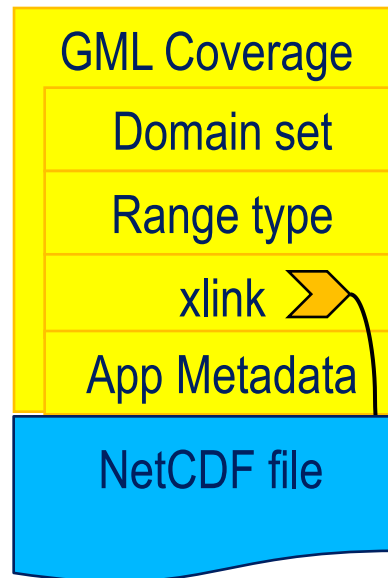 GML Coverage
Domain set
Range type
xlink
App Metadata
NetCDF file